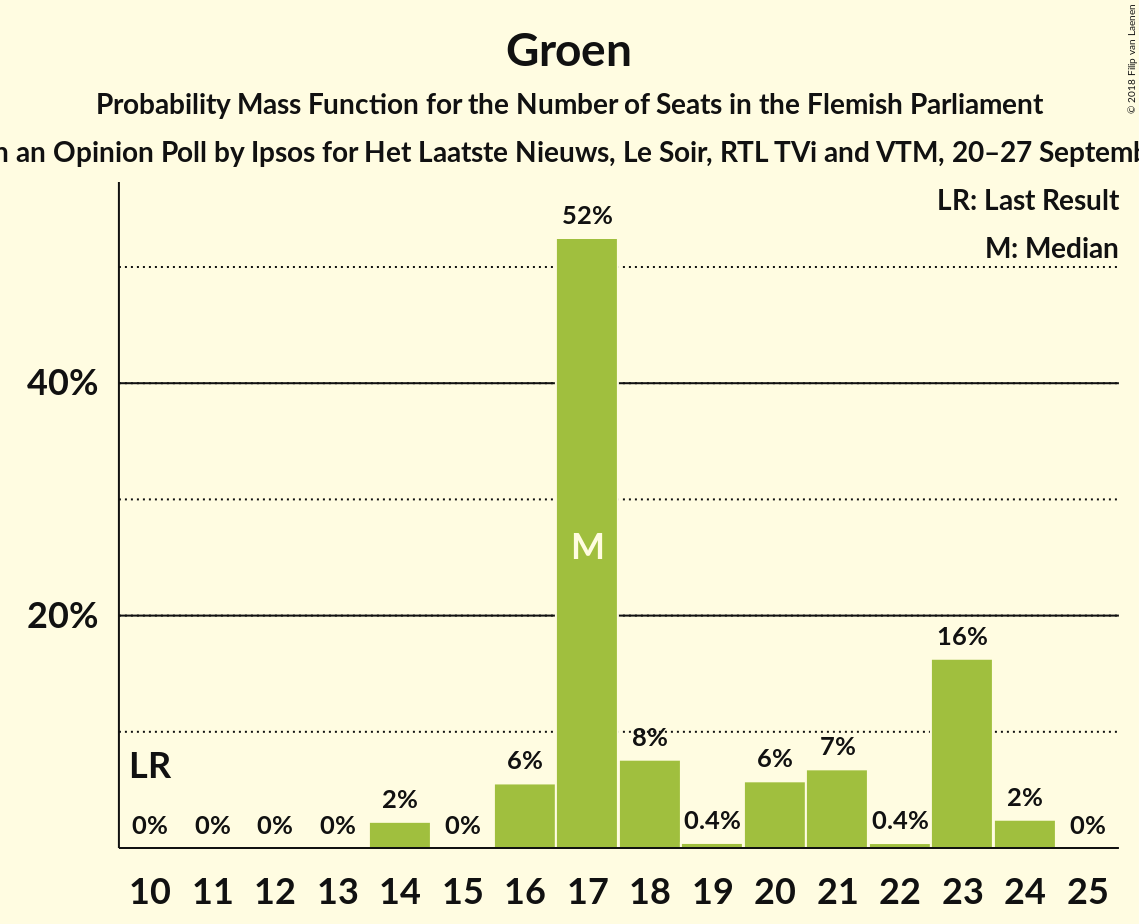 Groen
Probability Mass Function for the Number of Seats in the Flemish Parliament
an Opinion Poll by Ipsos for Het Laatste Nieuws, Le Soir, RTL TVi and VTM, 20–27
© 2018 Filip van Laenen
LR: Last Result
M: Median
52%
40%
M
20%
16%
LR
0% 0% 0% 0% 2% 0% 6% 8% 0.4% 6% 7% 0.4% 2% 0%
10 11 12 13 14 15 16 17 18 19 20 21 22 23 24 25